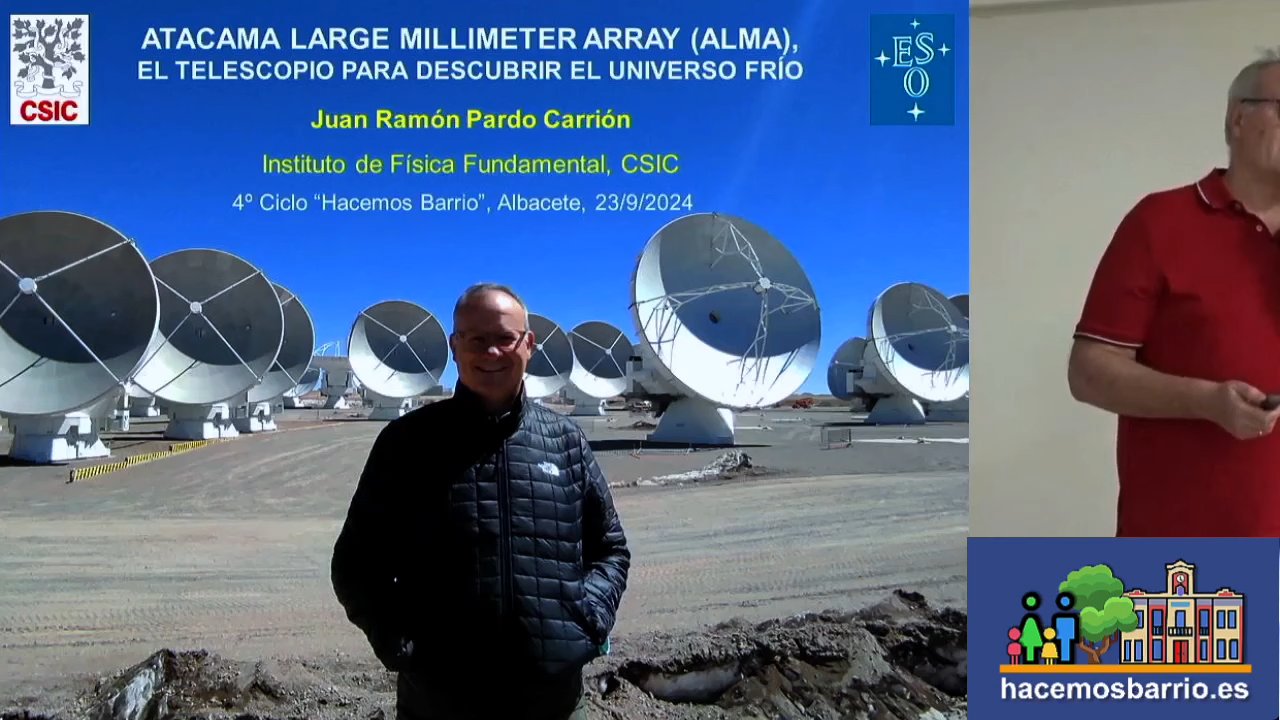 CSIC
ATACAMA LARGE MILLIMETER ARRAY (ALMA),
EL TELESCOPIO PARA DESCUBRIR EL UNIVERSO FRÍO
ESO
Juan Ramón Pardo Carrión
Instituto de Física Fundamental, CSIC
4º Ciclo “Hacemos Barrio”, Albacete, 23/9/2024
hacemosbarrio.es